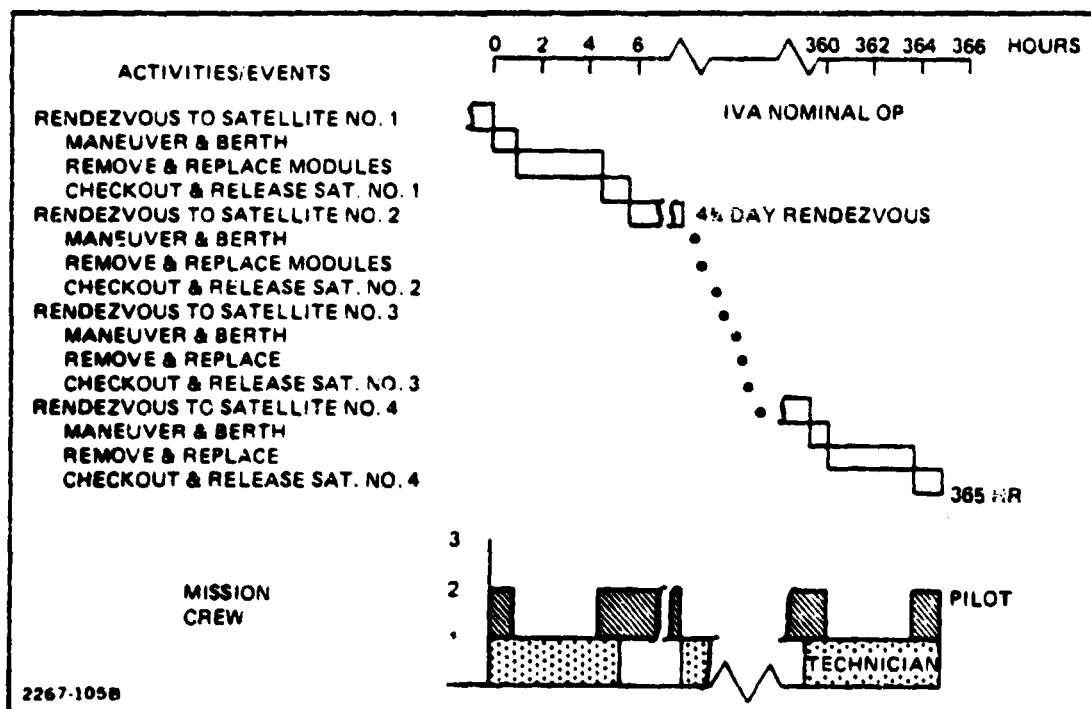 0 2 4 6 360 362 364 366 HOURS
ACTIVITIES/EVENTS
IVA NOMINAL OP
RENDEZVOUS TO SATELLITE NO. 1
MANEUVER & BERTH
REMOVE & REPLACE MODULES
CHECKOUT & RELEASE SAT. NO. 1
RENDEZVOUS TO SATELLITE NO. 2
4½ DAY RENDEZVOUS
MANEUVER & BERTH
REMOVE & REPLACE MODULES
CHECKOUT & RELEASE SAT. NO. 2
RENDEZVOUS TO SATELLITE NO. 3
MANEUVER & BERTH
REMOVE & REPLACE
CHECKOUT & RELEASE SAT. NO. 3
RENDEZVOUS TO SATELLITE NO. 4
MANEUVER & BERTH
REMOVE & REPLACE
CHECKOUT & RELEASE SAT. NO. 4
365 HR
3
MISSION
CREW
2
PILOT
1
TECHNICIAN
2267-105B